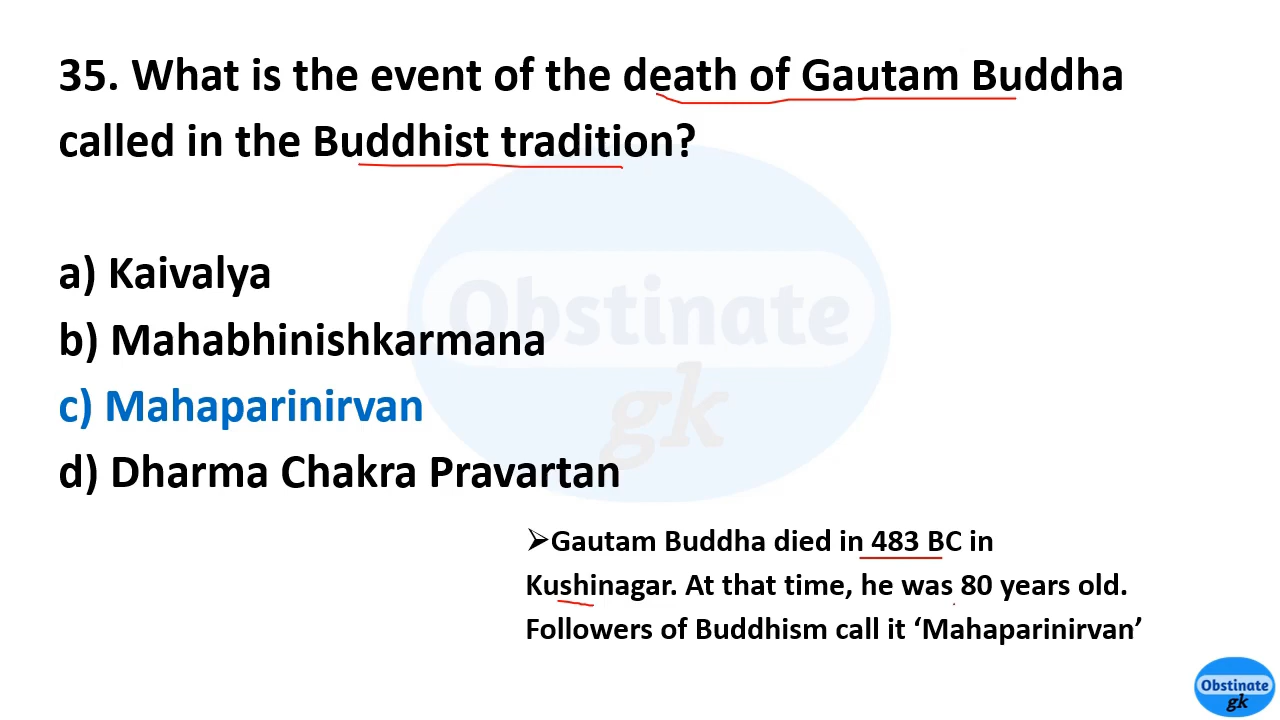 35. What is the event of the death of Gautam Buddha
called in the Buddhist tradition?
a) Kaivalya
b) Mahabhinishkarmana
c) Mahaparinirvan
d) Dharma Chakra Pravartan
Obstinate
gk
➢Gautam Buddha died in 483 BC in
Kushinagar. At that time, he was 80 years old.
Followers of Buddhism call it ‘Mahaparinirvan’
Obstinate
gk